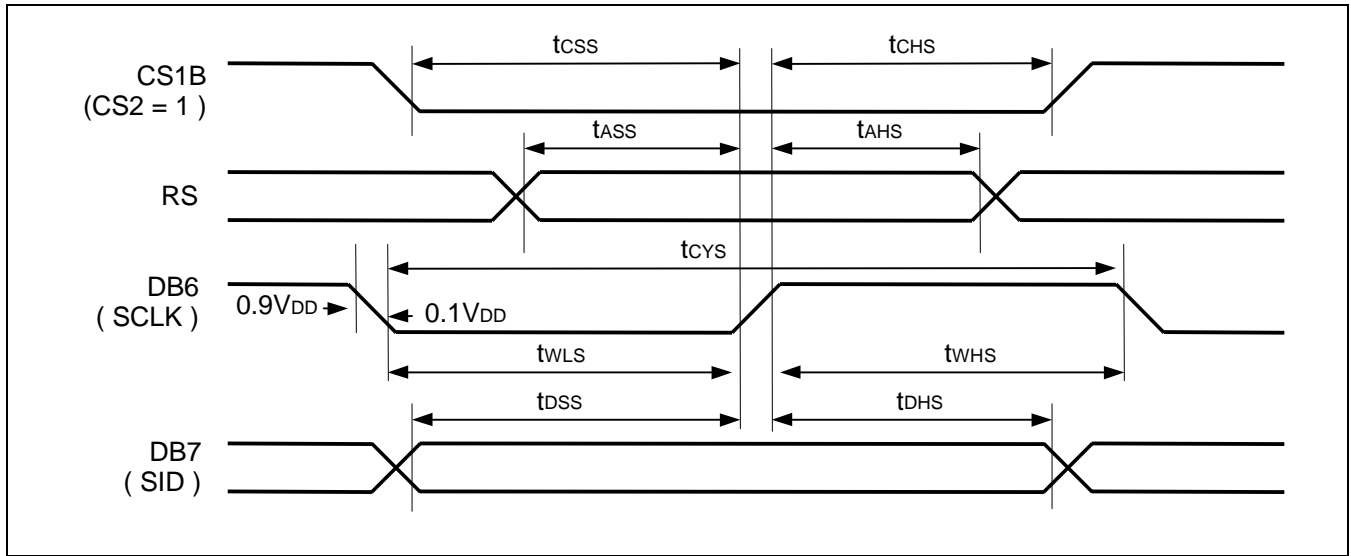 tCSS
tCHS
CS1B
(CS2 = 1 )
tASS
tAHS
RS
tCYS
DB6
( SCLK )
0.9VDD
0.1VDD
tWLS
tWHS
tDSS
tDHS
DB7
( SID )